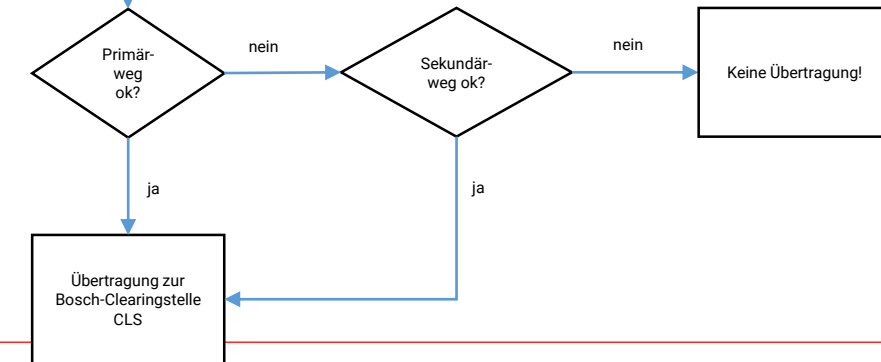 Primär-
weg
ok?
nein
Sekundär-
weg ok?
nein
Keine Übertragung!
ja
ja
Übertragung zur
Bosch-Clearingstelle
CLS